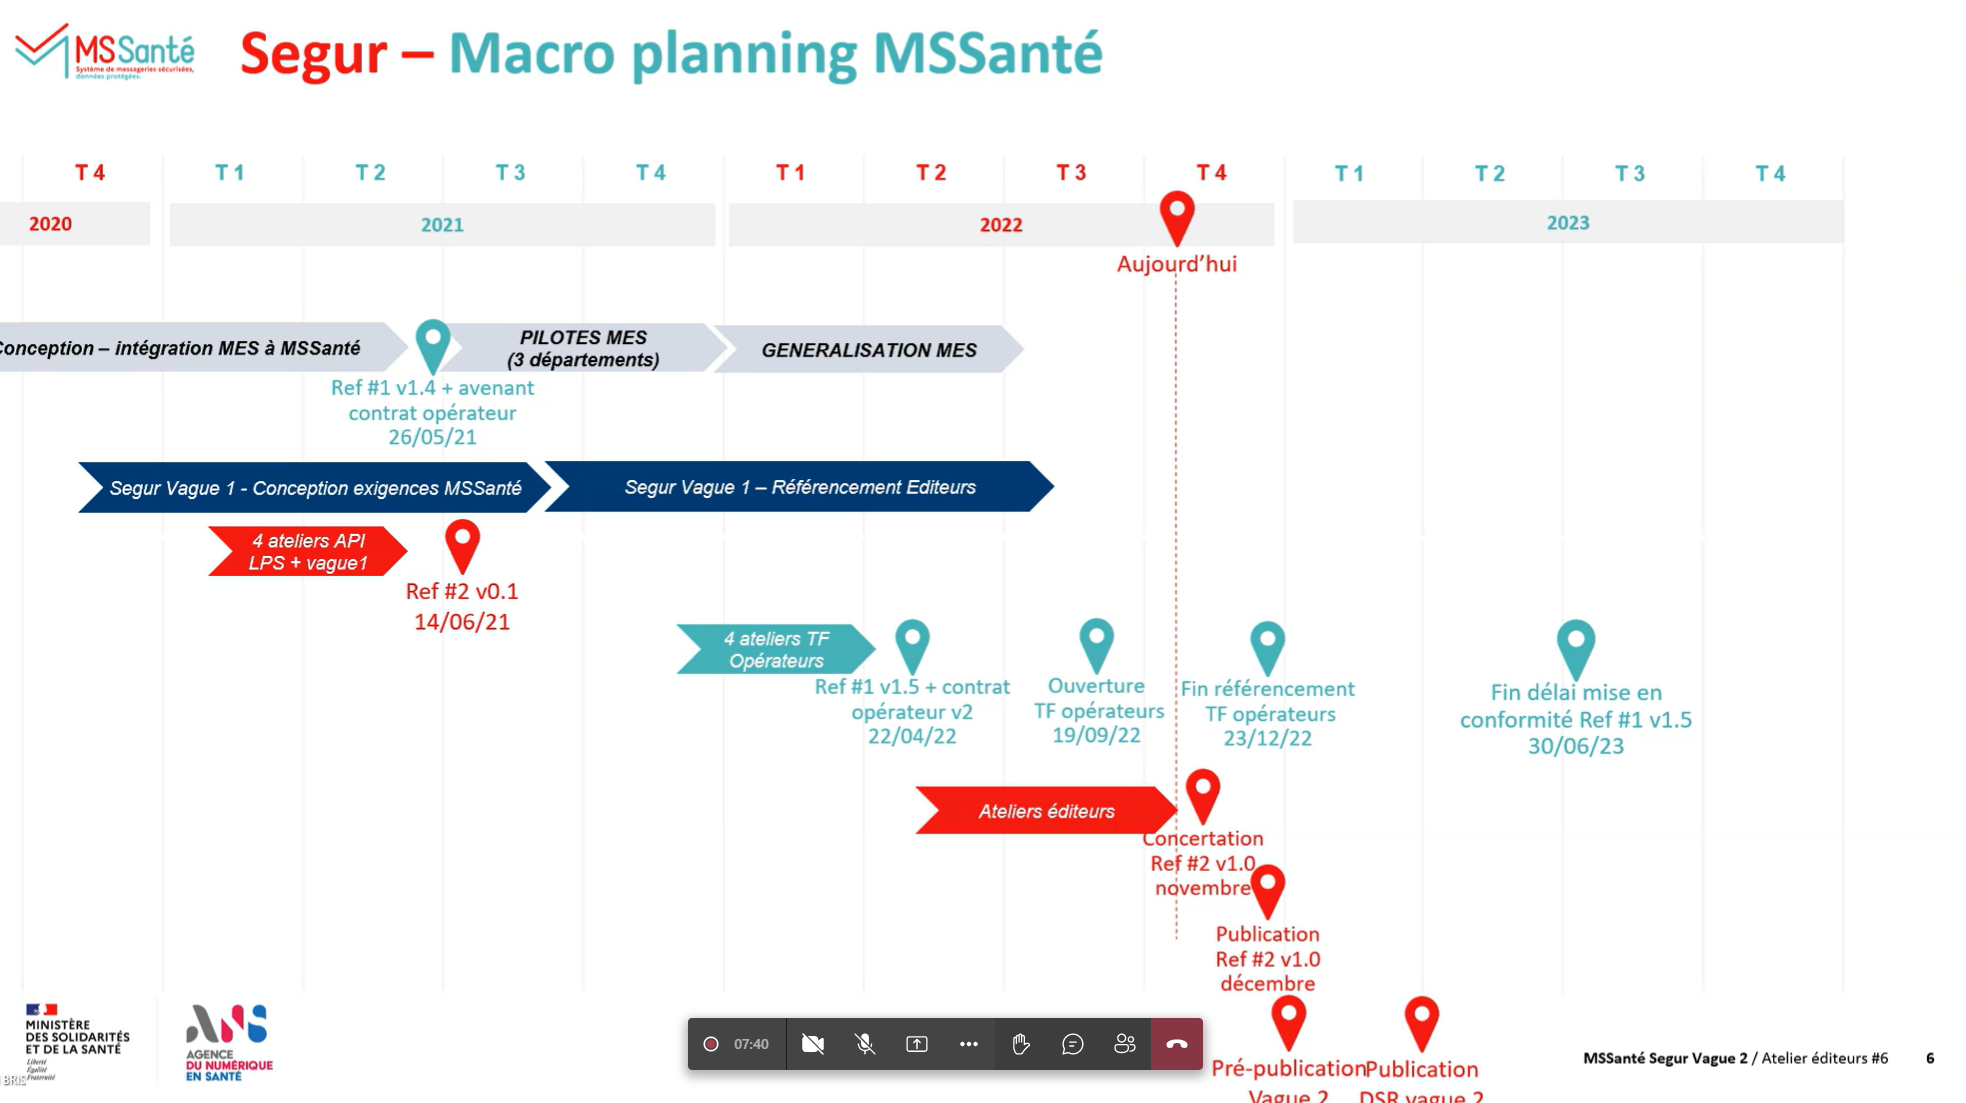 MSSanté
Système de messageries sécurisées,
données protégées.
Segur – Macro planning MSSanté
T 4 T 1 T 2 T 3 T 4 T 1 T 2 T 3 T 4 T 1 T 2 T 3 T 4
2020 2021 2022 2023
Aujourd’hui
Conception – intégration MES à MSSanté
PILOTES MES
(3 départements)
GENERALISATION MES
Ref #1 v1.4 + avenant
contrat opérateur
26/05/21
Segur Vague 1 - Conception exigences MSSanté
Segur Vague 1 – Référencement Editeurs
4 ateliers API
LPS + vague1
Ref #2 v0.1
14/06/21
4 ateliers TF
Opérateurs
Ref #1 v1.5 + contrat
opérateur v2
22/04/22
Ouverture
TF opérateurs
19/09/22
Fin référencement
TF opérateurs
23/12/22
Fin délai mise en
conformité Ref #1 v1.5
30/06/23
Ateliers éditeurs
Concertation
Ref #2 v1.0
novembre
Publication
Ref #2 v1.0
décembre
Pré-publication
Vague 2
Publication
DSR vague 2
MINISTÈRE
DES SOLIDARITÉS
ET DE LA SANTÉ
Liberté
Égalité
Fraternité
BRIS
AGENCE
DU NUMÉRIQUE
EN SANTÉ
07:40
MSSanté Segur Vague 2 / Atelier éditeurs #6 6